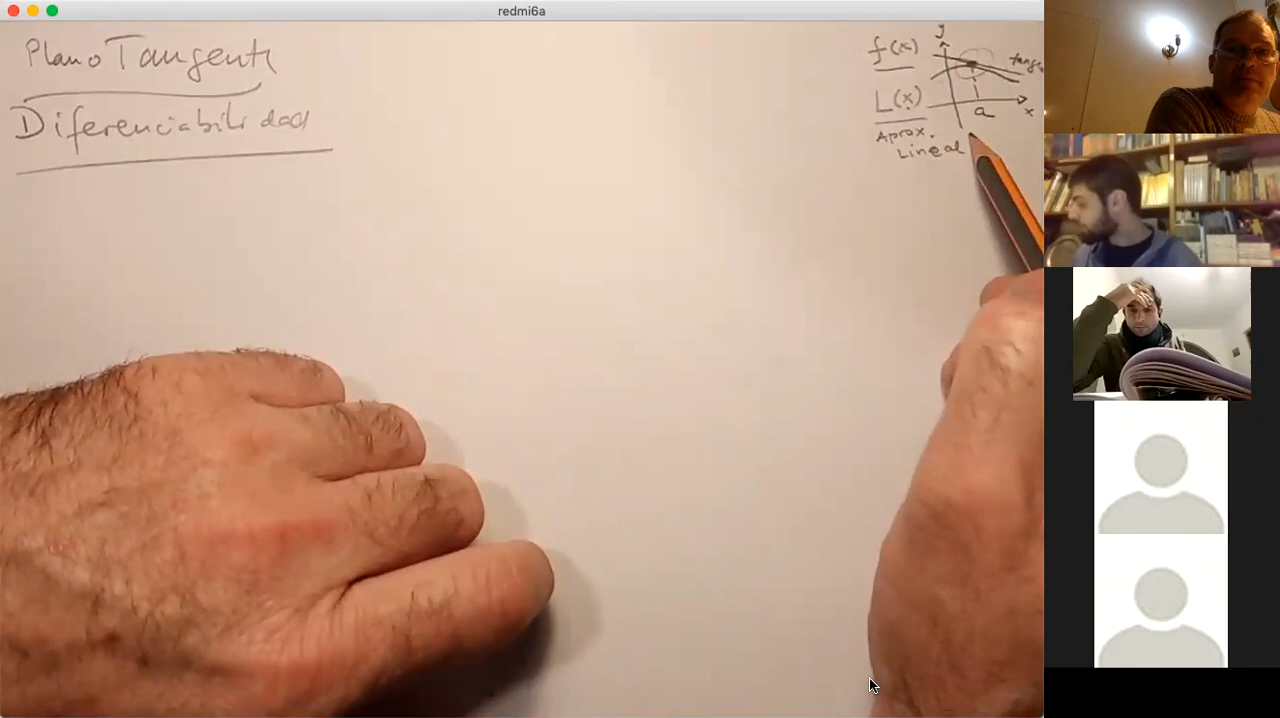 redmi6a
Plano Tangente
Diferenciabilidad
f(x)
L(x)
Aprox.
Lineal
y
a
x